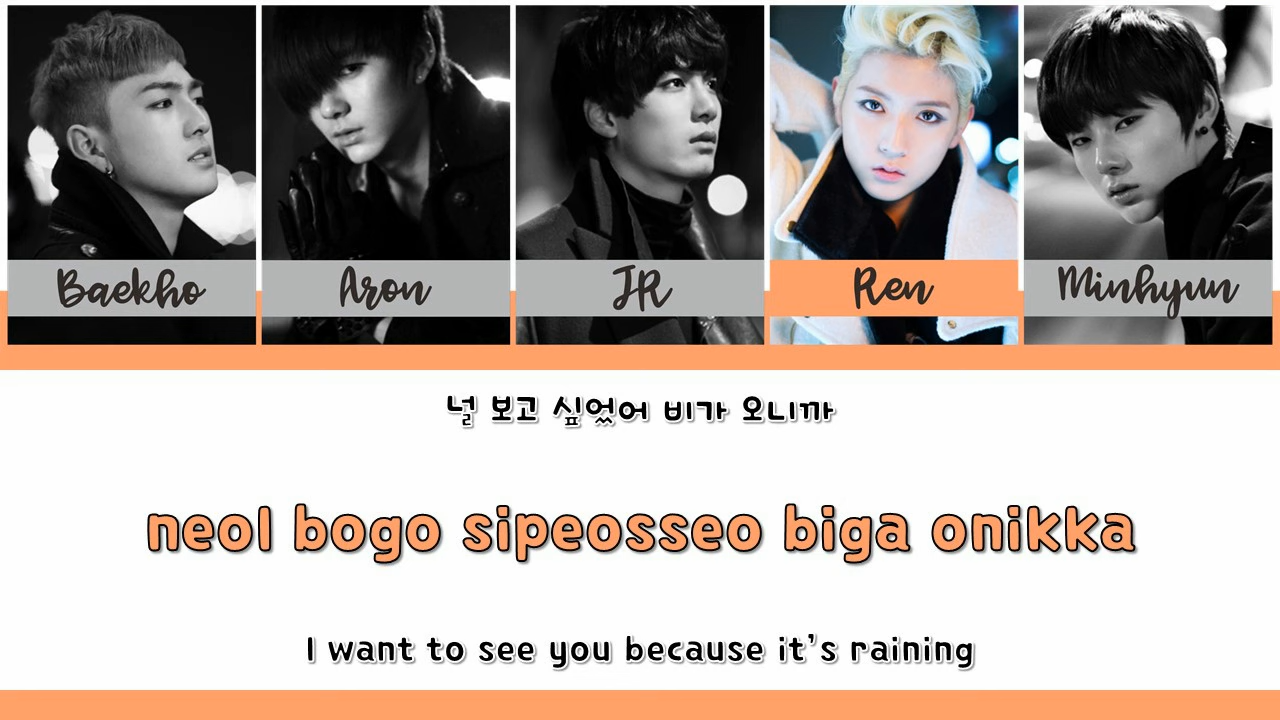 Baekho Aron JR Ren Minhyun
널 보고 싶었어 비가 오니까
neol bogo sipeosseo biga onikka
I want to see you because it's raining